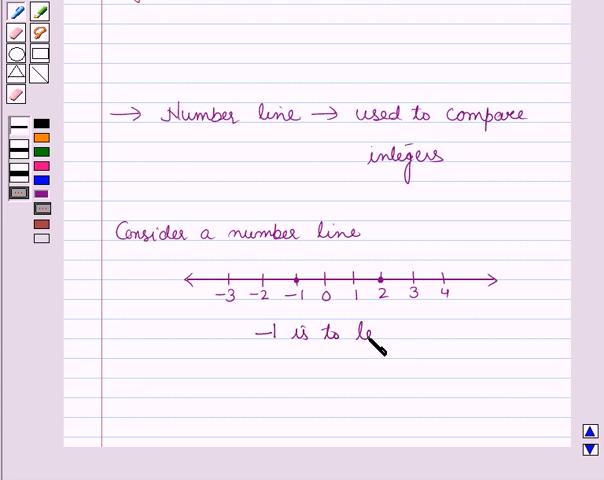 → Number line → used to compare
integers
Consider a number line
-3 -2 -1 0 1 2 3 4
-1 is to le